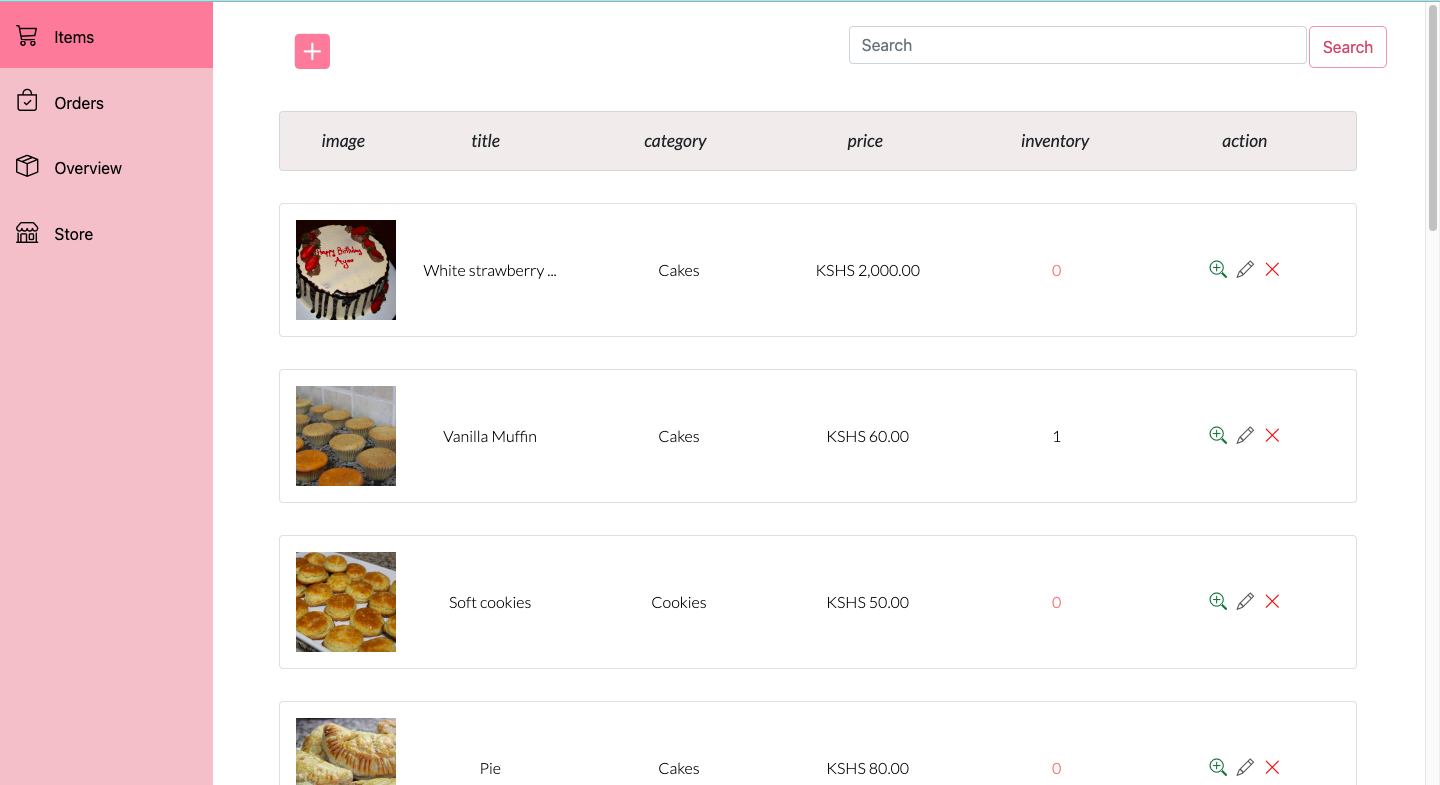 Items
Orders
Overview
Store
Search Search
image title category price inventory action
Happy Birthday
White strawberry ... Cakes KSHS 2,000.00 0
Vanilla Muffin Cakes KSHS 60.00 1
Soft cookies Cookies KSHS 50.00 0
Pie Cakes KSHS 80.00 0